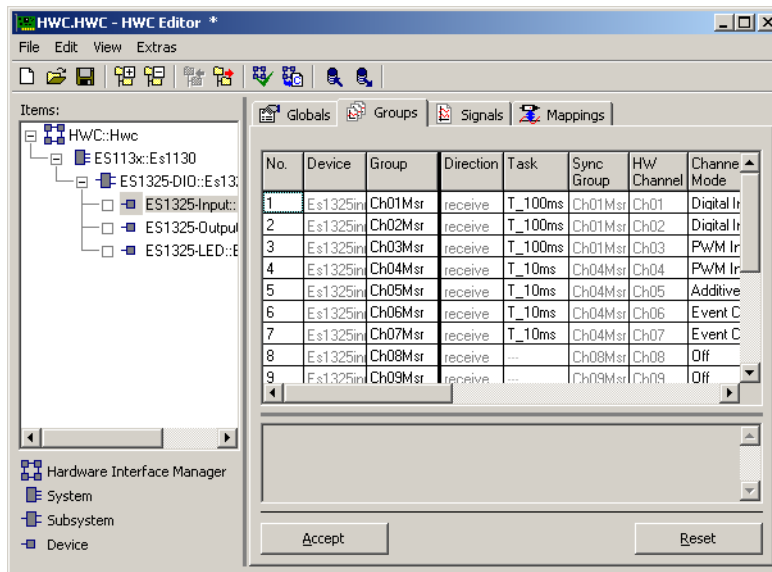 HWC.HWC - HWC Editor *
File Edit View Extras
Items:
HWC::Hwc
ES113x::Es1130
ES1325-DIO::Es13
ES1325-Input::
ES1325-Outpu
ES1325-LED::E
Hardware Interface Manager
System
Subsystem
Device
Globals Groups Signals Mappings
No. Device Group Direction Task Sync Group HW Channel Channe Mode
1 Es1325in Ch01Msr receive T_100ms Ch01Msr Ch01 Digital In
2 Es1325in Ch02Msr receive T_100ms Ch01Msr Ch02 Digital In
3 Es1325in Ch03Msr receive T_100ms Ch01Msr Ch03 PWM In
4 Es1325in Ch04Msr receive T_10ms Ch04Msr Ch04 PWM In
5 Es1325in Ch05Msr receive T_10ms Ch04Msr Ch05 Additive
6 Es1325in Ch06Msr receive T_10ms Ch04Msr Ch06 Event C
7 Es1325in Ch07Msr receive T_10ms Ch04Msr Ch07 Event C
8 Es1325in Ch08Msr receive --- Ch08Msr Ch08 Off
9 Es1325in Ch09Msr receive --- Ch09Msr Ch09 Off
Accept Reset